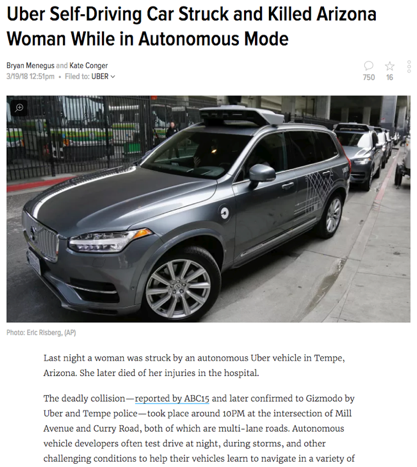 Uber Self-Driving Car Struck and Killed Arizona
Woman While in Autonomous Mode
Bryan Menegus and Kate Conger
3/19/18 12:51pm • Filed to: UBER
750
16
Photo: Eric Risberg, (AP)
Last night a woman was struck by an autonomous Uber vehicle in Tempe,
Arizona. She later died of her injuries in the hospital.
The deadly collision—reported by ABC15 and later confirmed to Gizmodo by
Uber and Tempe police—took place around 10PM at the intersection of Mill
Avenue and Curry Road, both of which are multi-lane roads. Autonomous
vehicle developers often test drive at night, during storms, and other
challenging conditions to help their vehicles learn to navigate in a variety of